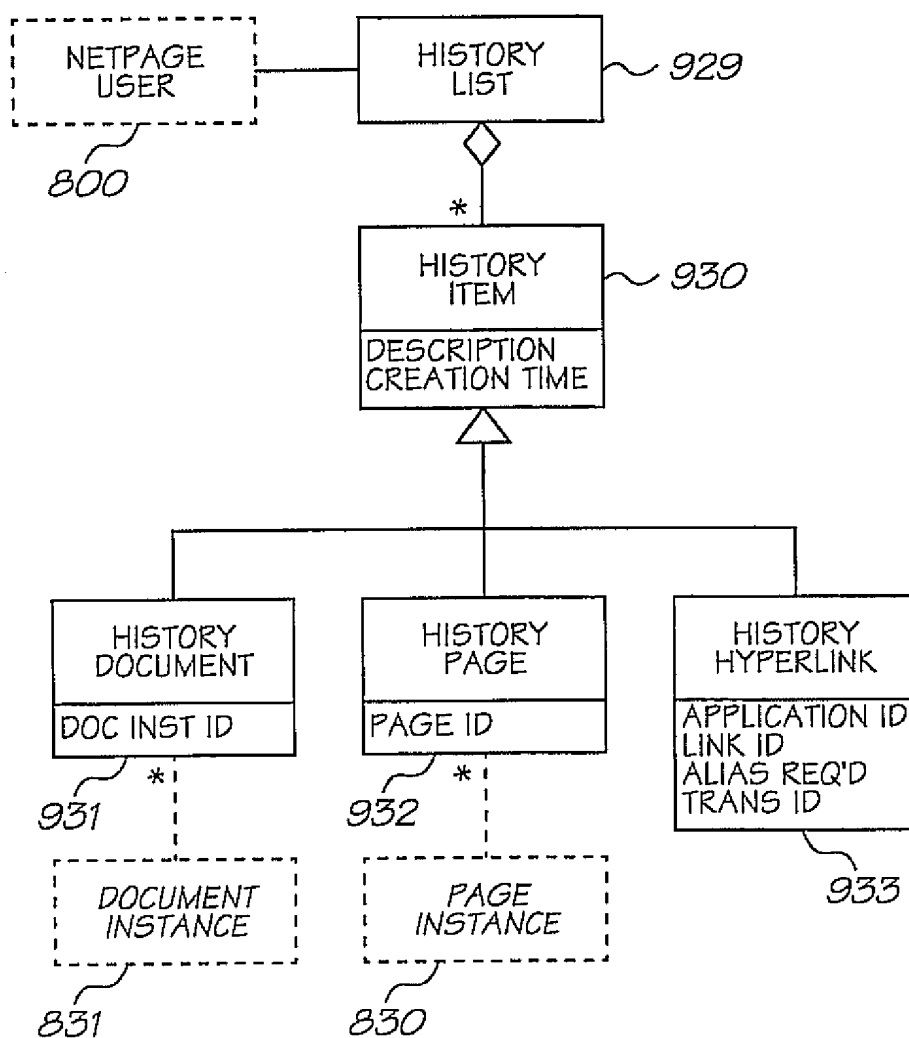 NETPAGE
USER
800
HISTORY
LIST
929
*
HISTORY
ITEM
930
DESCRIPTION
CREATION TIME
HISTORY
DOCUMENT
DOC INST ID
931
*
HISTORY
PAGE
PAGE ID
932
*
HISTORY
HYPERLINK
APPLICATION ID
LINK ID
ALIAS REQ'D
TRANS ID
933
DOCUMENT
INSTANCE
831
PAGE
INSTANCE
830